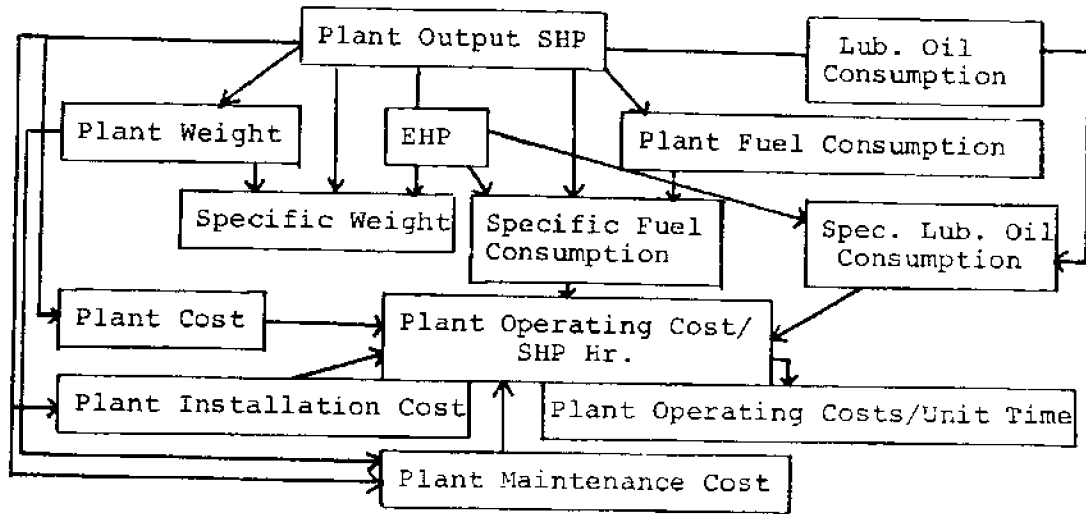 Plant Output SHP
Lub. Oil
Consumption
Plant Weight
EHP
Plant Fuel Consumption
Specific Weight
Specific Fuel
Consumption
Spec. Lub. Oil
Consumption
Plant Cost
Plant Operating Cost/
SHP Hr.
Plant Installation Cost
Plant Operating Costs/Unit Time
Plant Maintenance Cost